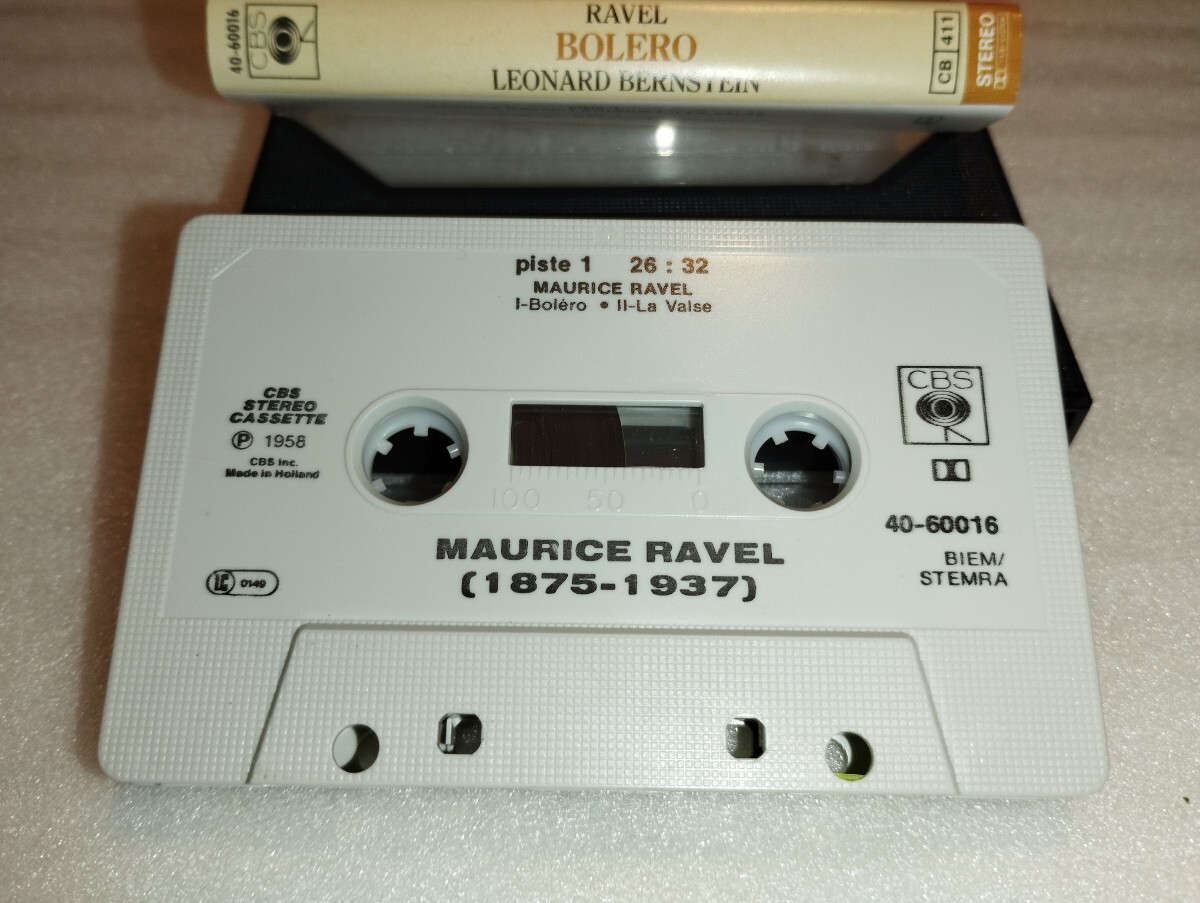 40-60016
CBS
RAVEL
BOLERO
LEONARD BERNSTEIN
CB 411
STEREO
piste 1 26 : 32
MAURICE RAVEL
I-Boléro • II-La Valse
CBS
STEREO
CASSETTE
Ⓟ 1958
CBS Inc.
Made in Holland
CBS
100 50 0
40-60016
MAURICE RAVEL
(1875-1937)
BIEM/
STEMRA
LC 0149